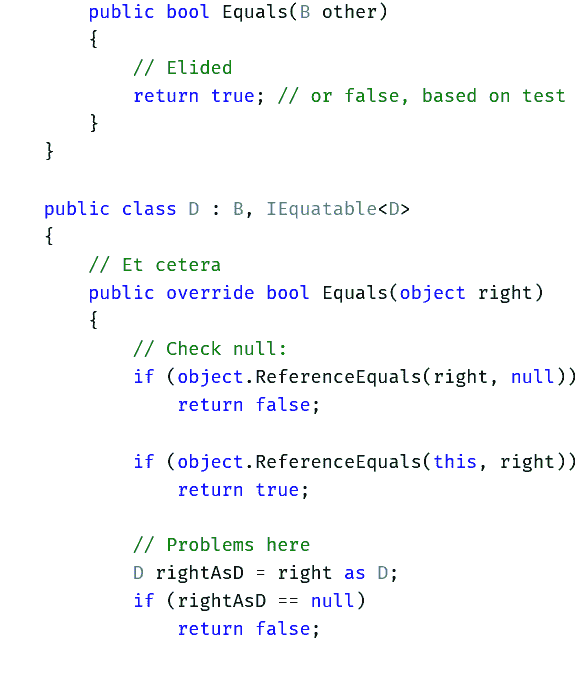 public bool Equals(B other)
{
// Elided
return true; // or false, based on test
}
}
public class D : B, IEquatable<D>
{
// Et cetera
public override bool Equals(object right)
{
// Check null:
if (object.ReferenceEquals(right, null))
return false;
if (object.ReferenceEquals(this, right))
return true;
// Problems here
D rightAsD = right as D;
if (rightAsD == null)
return false;